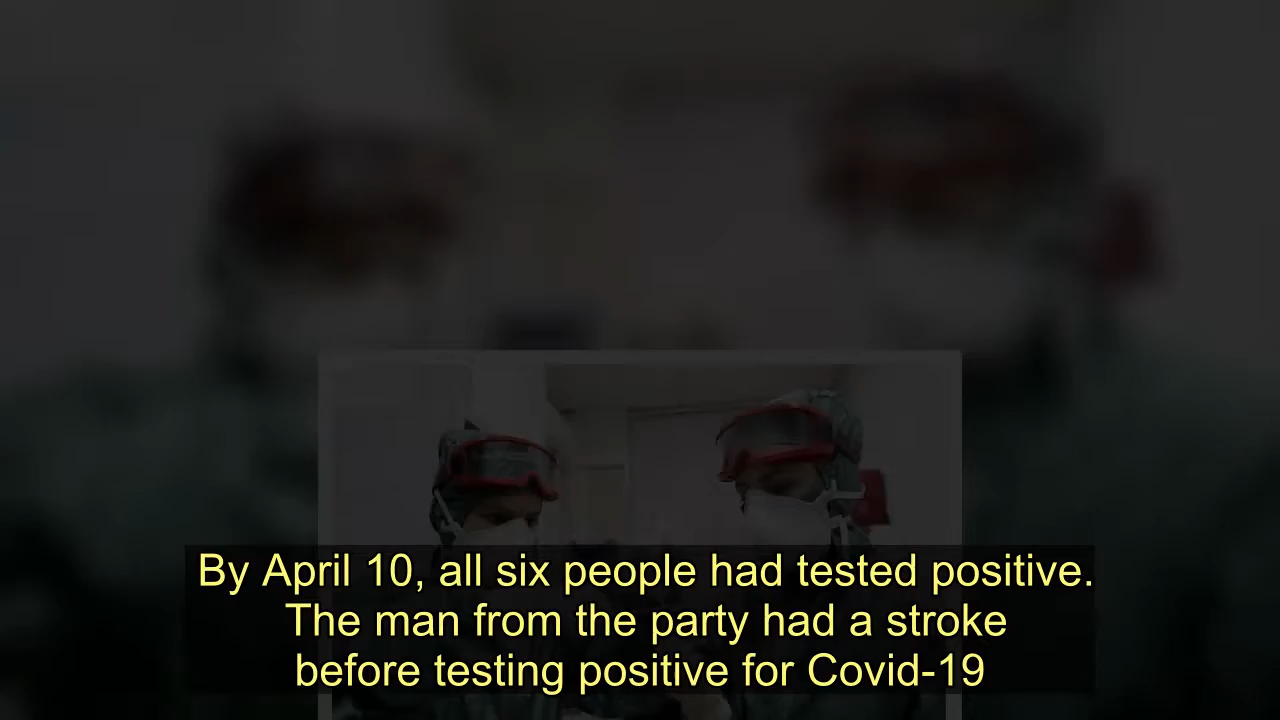 By April 10, all six people had tested positive.
The man from the party had a stroke
before testing positive for Covid-19